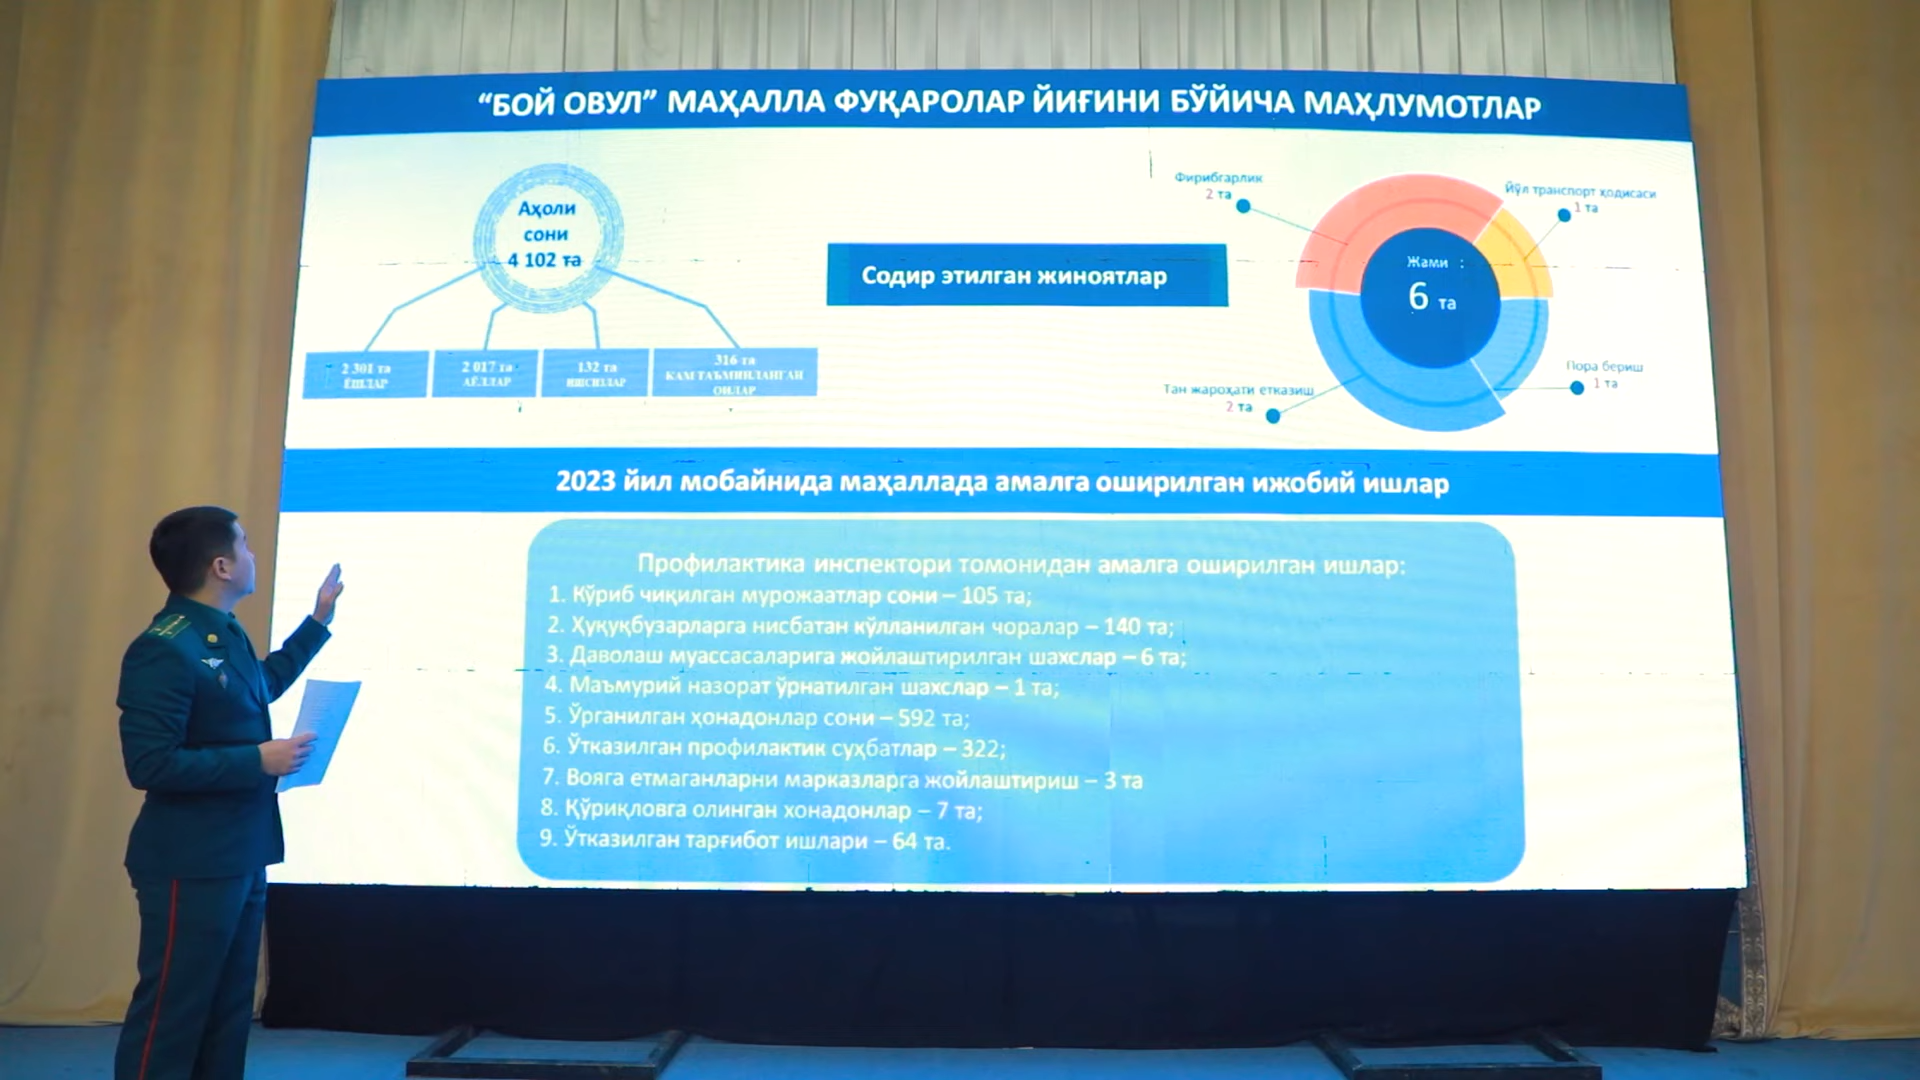 “БОЙ ОВУЛ” МАҲАЛЛА ФУҚАРОЛАР ЙИҒИНИ БЎЙИЧА МАҲЛУМОТЛАР
Аҳоли
сони
4 102 та
2 301 та
ЁШЛАР
2 017 та
АЁЛЛАР
132 та
ИШСИЗЛАР
316 та
КАМ ТАЪМИНЛАНГАН
ОИЛАР
Содир этилган жиноятлар
Фирибгарлик
2 та
Йўл транспорт ҳодисаси
1 та
Жами :
6 та
Тан жароҳати етказиш
2 та
Пора бериш
1 та
2023 йил мобайнида маҳаллада амалга оширилган ижобий ишлар
Профилактика инспектори томонидан амалга оширилган ишлар:
1. Кўриб чиқилган мурожаатлар сони – 105 та;
2. Ҳуқуқбузарларга нисбатан қўлланилган чоралар – 140 та;
3. Даволаш муассасаларига жойлаштирилган шахслар – 6 та;
4. Маъмурий назорат ўрнатилган шахслар – 1 та;
5. Ўрганилган ҳонадонлар сони – 592 та;
6. Ўтказилган профилактик суҳбатлар – 322;
7. Вояга етмаганларни марказларга жойлаштириш – 3 та
8. Қўриқловга олинган хонадонлар – 7 та;
9. Ўтказилган тарғибот ишлари – 64 та.